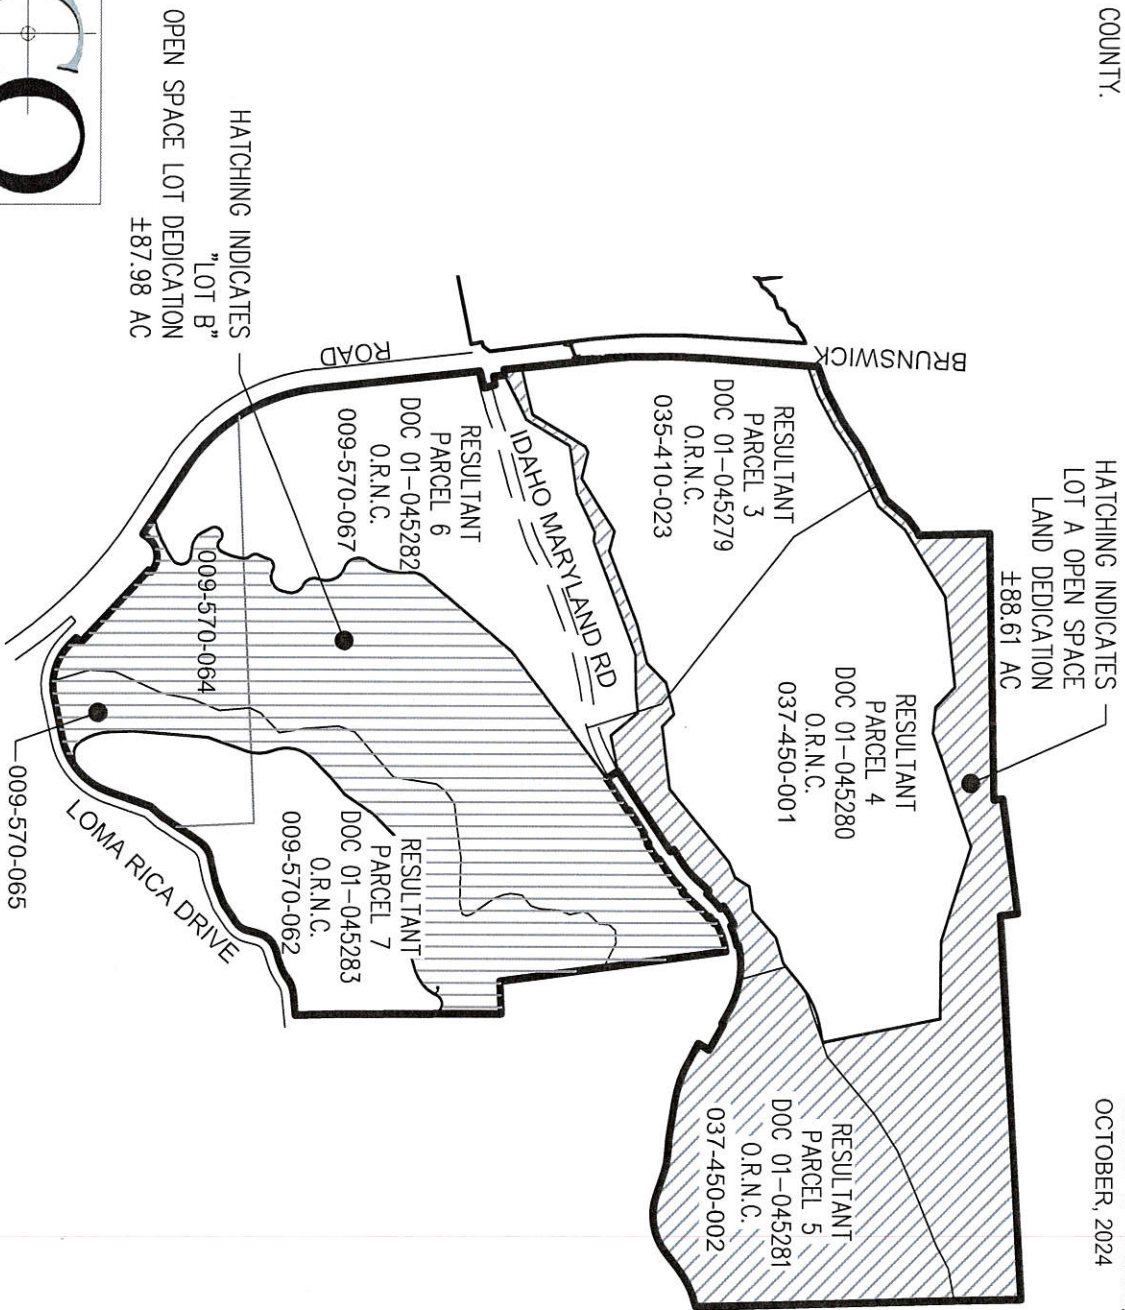 COUNTY.
OCTOBER, 2024
HATCHING INDICATES
LOT A OPEN SPACE
LAND DEDICATION
±88.61 AC
BRUNSWICK
ROAD
RESULTANT
PARCEL 3
DOC 01-045279
O.R.N.C.
035-410-023
RESULTANT
PARCEL 4
DOC 01-045280
O.R.N.C.
037-450-001
RESULTANT
PARCEL 5
DOC 01-045281
O.R.N.C.
037-450-002
IDAHO MARYLAND RD
RESULTANT
PARCEL 6
DOC 01-045282
O.R.N.C.
009-570-067
RESULTANT
PARCEL 7
DOC 01-045283
O.R.N.C.
009-570-062
009-570-064
009-570-065
LOMA RICA DRIVE
HATCHING INDICATES
"LOT B"
OPEN SPACE LOT DEDICATION
±87.98 AC
CO